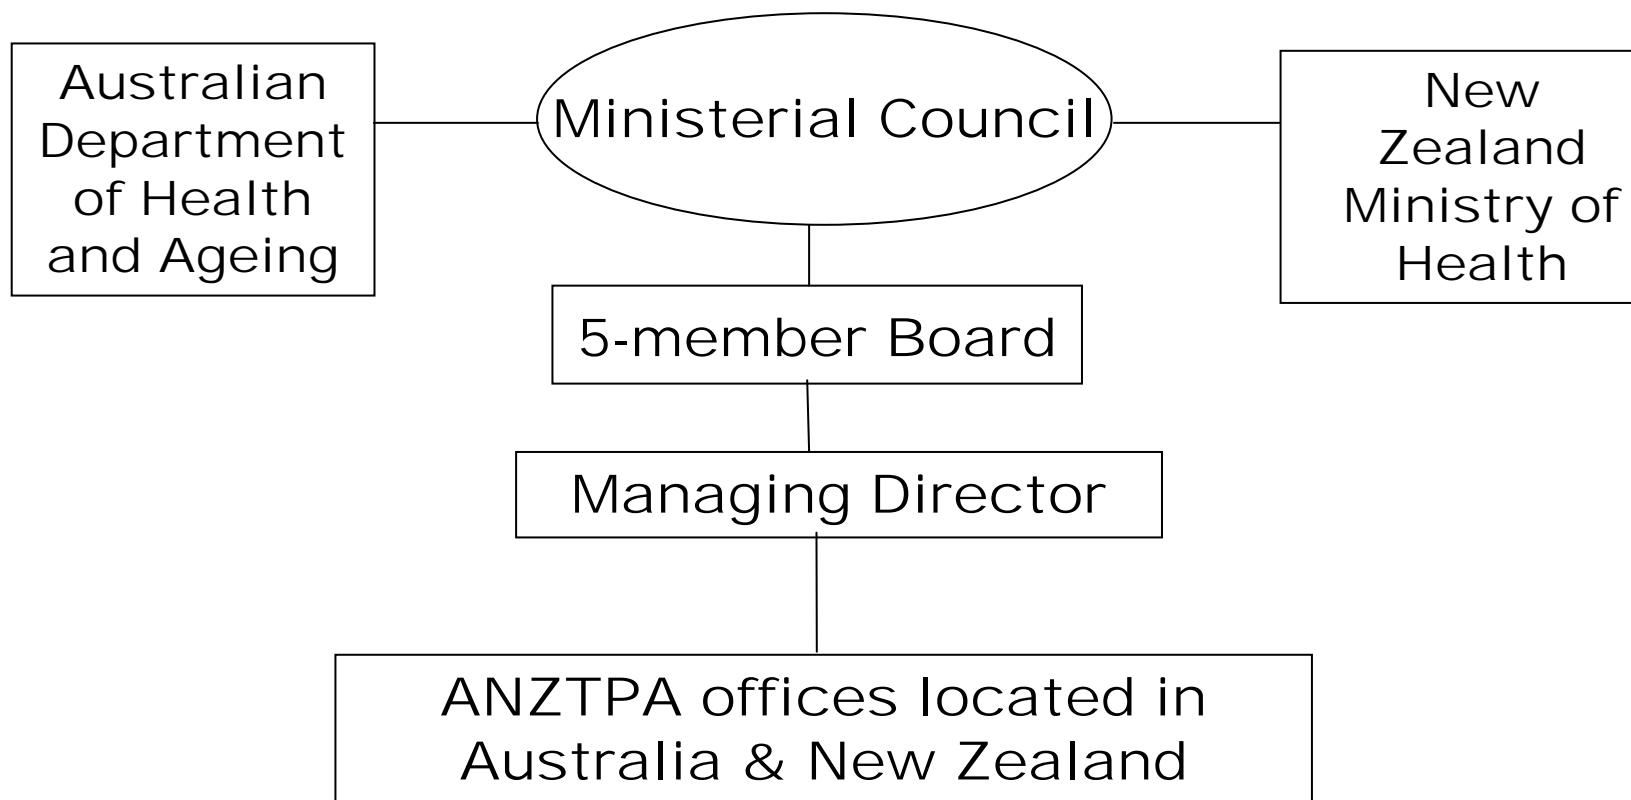 Australian
Department
of Health
and Ageing
Ministerial Council
New
Zealand
Ministry of
Health
5-member Board
Managing Director
ANZTPA offices located in
Australia & New Zealand